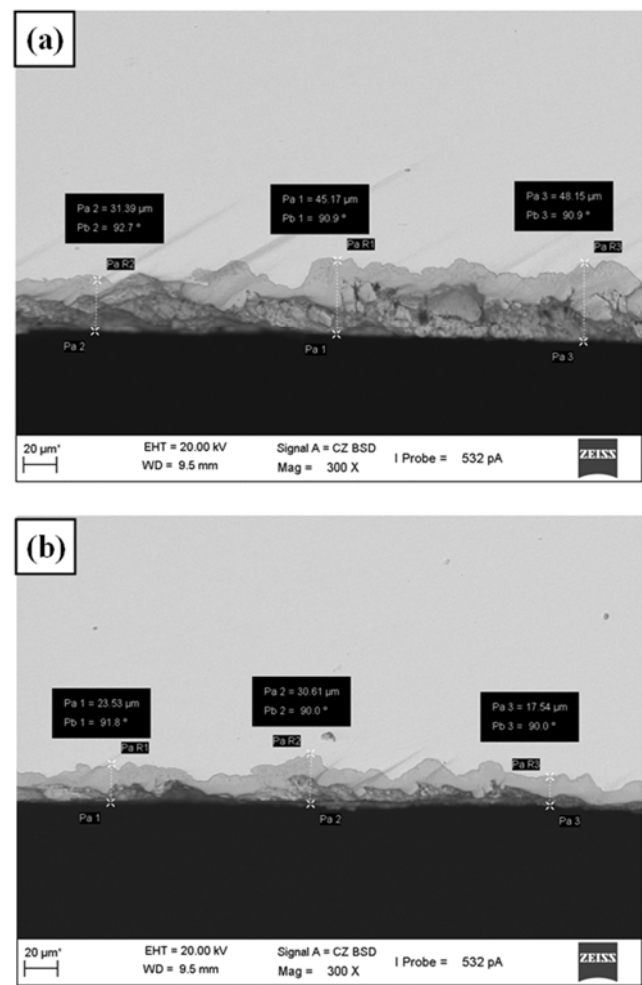 (a)
Pa 2 = 31.39 µm
Pb 2 = 92.7 °
Pa 1 = 45.17 µm
Pb 1 = 90.9 °
Pa 3 = 48.15 µm
Pb 3 = 90.9 °
Pa R2
Pa R1
Pa R3
Pa 2
Pa 1
Pa 3
20 µm*
EHT = 20.00 kV
WD = 9.5 mm
Signal A = CZ BSD
Mag = 300 X
I Probe = 532 pA
ZEISS
(b)
Pa 1 = 23.53 µm
Pb 1 = 91.8 °
Pa 2 = 30.61 µm
Pb 2 = 90.0 °
Pa 3 = 17.54 µm
Pb 3 = 90.0 °
Pa R1
Pa R2
Pa R3
Pa 1
Pa 2
Pa 3
20 µm*
EHT = 20.00 kV
WD = 9.5 mm
Signal A = CZ BSD
Mag = 300 X
I Probe = 532 pA
ZEISS